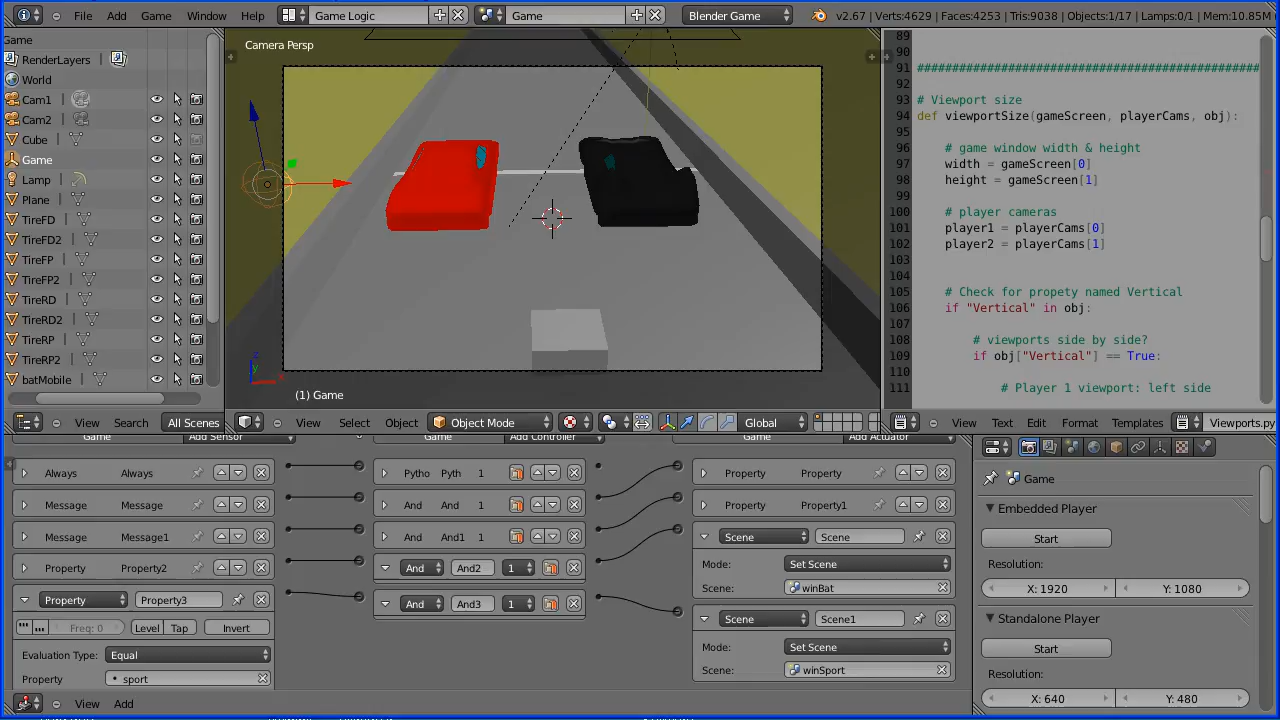 File Add Game Window Help Game Logic Game Blender Game v2.67 | Verts:4629 | Faces:4253 | Tris:9038 | Objects:1/17 | Lamps:0/1 | Mem:10.85M
Game
RenderLayers |
World
Cam1
Cam2
Cube
Game
Lamp
Plane
TireFD
TireFD2
TireFP
TireFP2
TireRD
TireRD2
TireRP
TireRP2
batMobile
View Search All Scenes
Camera Persp
z
y
x
(1) Game
View Select Object Object Mode Global
89
90
91 ################################################
92
93 # Viewport size
94 def viewportSize(gameScreen, playerCams, obj):
95
96 # game window width & height
97 width = gameScreen[0]
98 height = gameScreen[1]
99
100 # player cameras
101 player1 = playerCams[0]
102 player2 = playerCams[1]
103
104
105 # Check for propety named Vertical
106 if "Vertical" in obj:
107
108 # viewports side by side?
109 if obj["Vertical"] == True:
110
111 # Player 1 viewport: left side
View Text Edit Format Templates Viewports.py
Game Add Sensor
Always Always
Message Message
Message Message1
Property Property2
Property Property3
Freq: 0 Level Tap Invert
Evaluation Type: Equal
Property sport
Game Add Controller
Pytho Pyth 1
And And 1
And And1 1
And And2 1
And And3 1
Game Add Actuator
Property Property
Property Property1
Scene Scene
Mode: Set Scene
Scene: winBat
Scene Scene1
Mode: Set Scene
Scene: winSport
View Add
Game
Embedded Player
Start
Resolution:
X: 1920 Y: 1080
Standalone Player
Start
Resolution:
X: 640 Y: 480